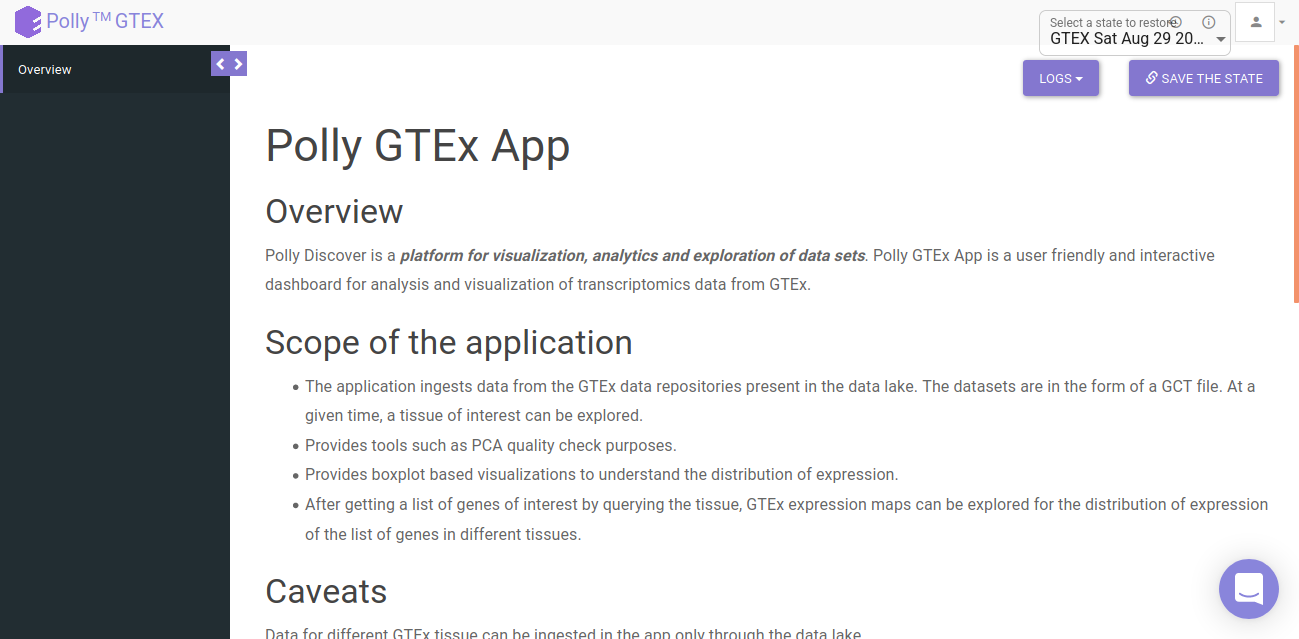 Polly™ GTEX
Select a state to restore
GTEX Sat Aug 29 20...
Overview
LOGS
SAVE THE STATE
Polly GTEx App
Overview
Polly Discover is a platform for visualization, analytics and exploration of data sets. Polly GTEx App is a user friendly and interactive
dashboard for analysis and visualization of transcriptomics data from GTEx.
Scope of the application
• The application ingests data from the GTEx data repositories present in the data lake. The datasets are in the form of a GCT file. At a
given time, a tissue of interest can be explored.
• Provides tools such as PCA quality check purposes.
• Provides boxplot based visualizations to understand the distribution of expression.
• After getting a list of genes of interest by querying the tissue, GTEx expression maps can be explored for the distribution of expression
of the list of genes in different tissues.
Caveats
Data for different GTEx tissue can be ingested in the app only through the data lake